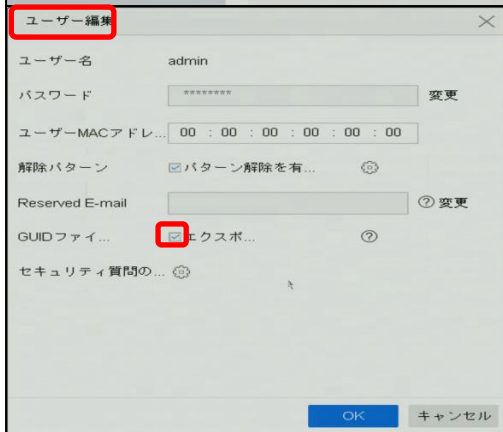 ユーザー編集
ユーザー名 admin
パスワード ******** 変更
ユーザーMACアドレ... 00 : 00 : 00 : 00 : 00 : 00
解除パターン パターン解除を有...
Reserved E-mail ? 変更
GUIDファイ... エクスポ... ?
セキュリティ質問の...
OK キャンセル